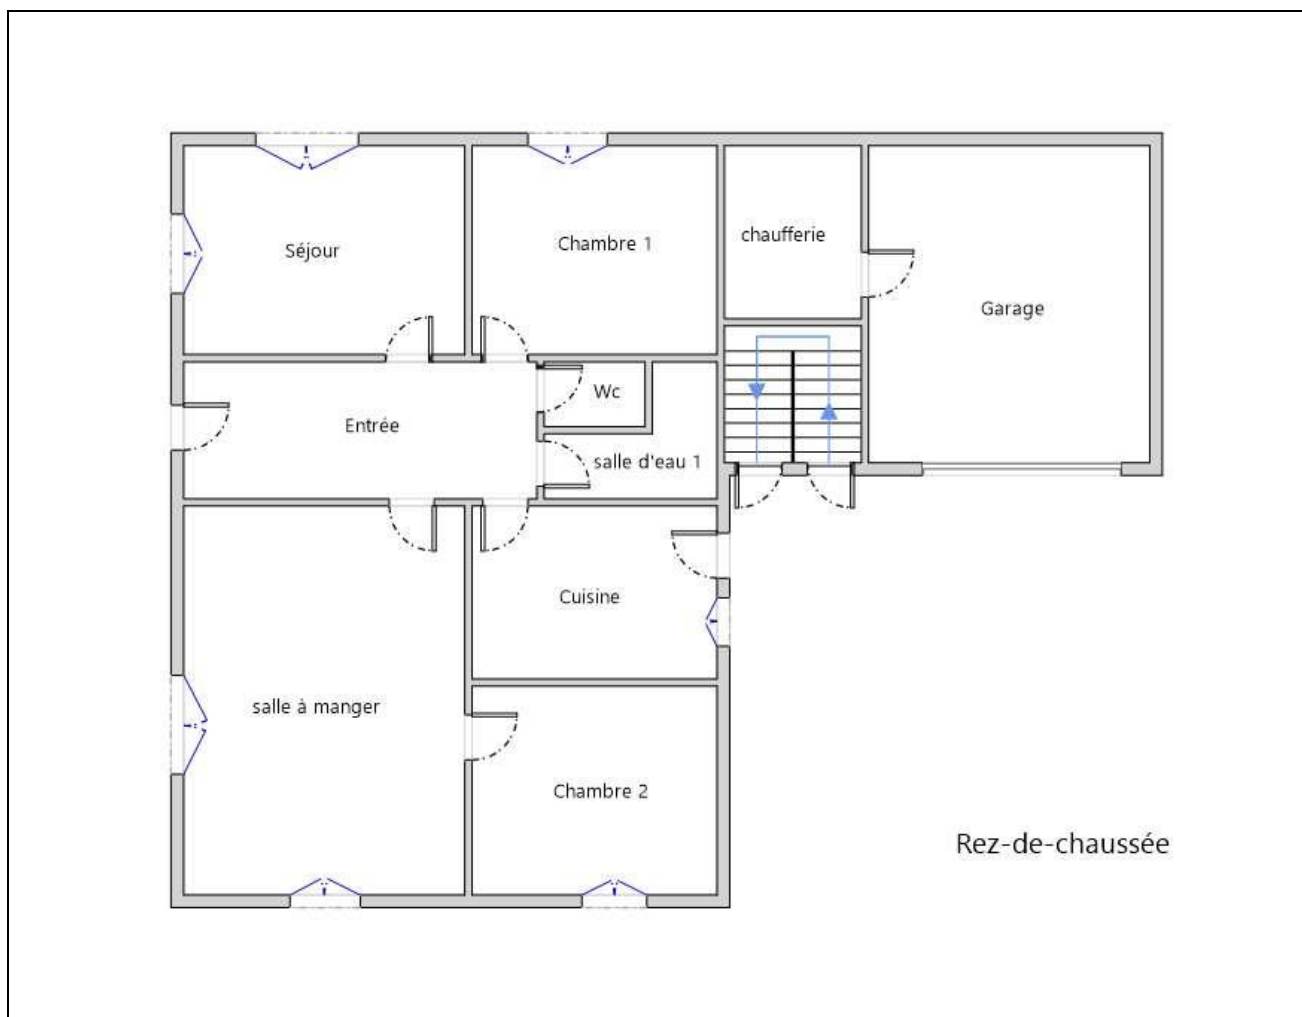 chaufferie
Chambre 1
Séjour
Garage
Wc
Entrée
salle d'eau 1
Cuisine
salle à manger
Chambre 2
Rez-de-chaussée